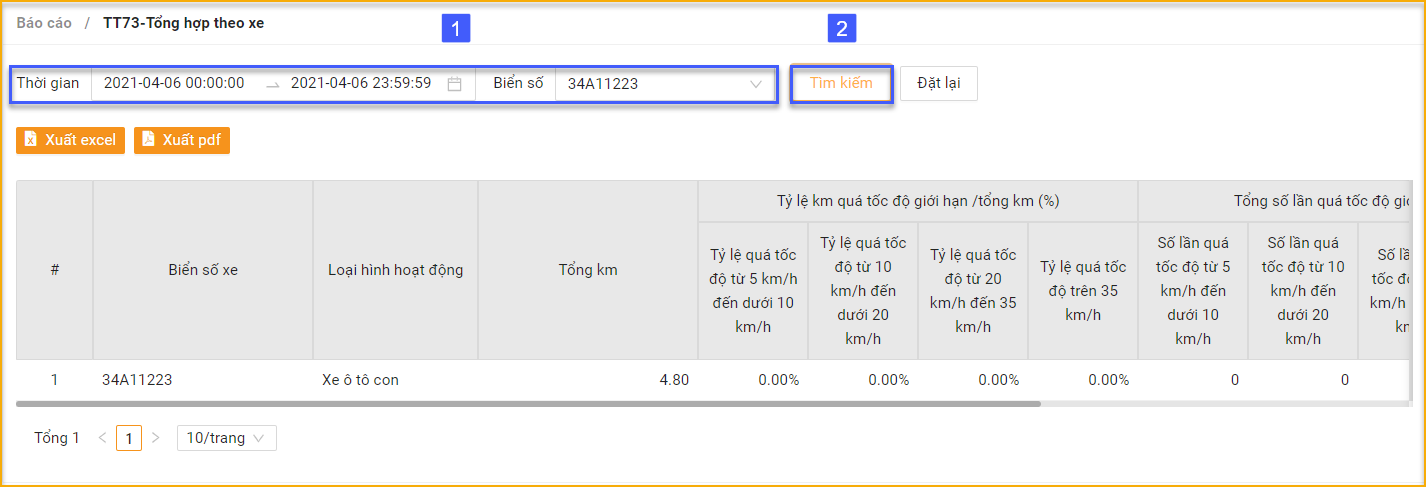 Báo cáo / TT73-Tổng hợp theo xe
1
2
Thời gian 2021-04-06 00:00:00 → 2021-04-06 23:59:59 Biển số 34A11223 Tìm kiếm Đặt lại
Xuất excel Xuất pdf
#
Biển số xe
Loại hình hoạt động
Tổng km
Tỷ lệ km quá tốc độ giới hạn /tổng km (%)
Tỷ lệ quá tốc
độ từ 5 km/h
đến dưới 10
km/h
Tỷ lệ quá tốc
độ từ 10
km/h đến
dưới 20
km/h
Tỷ lệ quá tốc
độ từ 20
km/h đến 35
km/h
Tỷ lệ quá tốc
độ trên 35
km/h
Tổng số lần quá tốc độ
Số lần quá
tốc độ từ 5
km/h đến
dưới 10
km/h
Số lần quá
tốc độ từ 10
km/h đến
dưới 20
km/h
Số
tốc
km/h
1 34A11223 Xe ô tô con 4.80 0.00% 0.00% 0.00% 0.00% 0 0
Tổng 1 < 1 > 10/trang